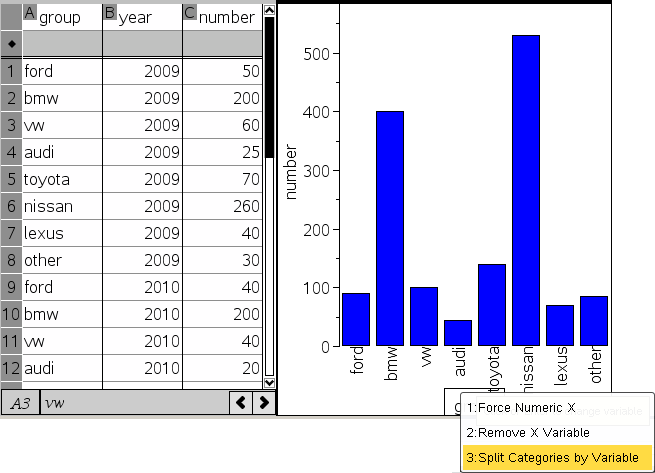 A group B year C number
◆
1 ford 2009 50
2 bmw 2009 200
3 vw 2009 60
4 audi 2009 25
5 toyota 2009 70
6 nissan 2009 260
7 lexus 2009 40
8 other 2009 30
9 ford 2010 40
10 bmw 2010 200
11 vw 2010 40
12 audi 2010 20
A3 vw
number
500
400
300
200
100
0
ford bmw vw audi toyota nissan lexus other
1:Force Numeric X
2:Remove X Variable
3:Split Categories by Variable